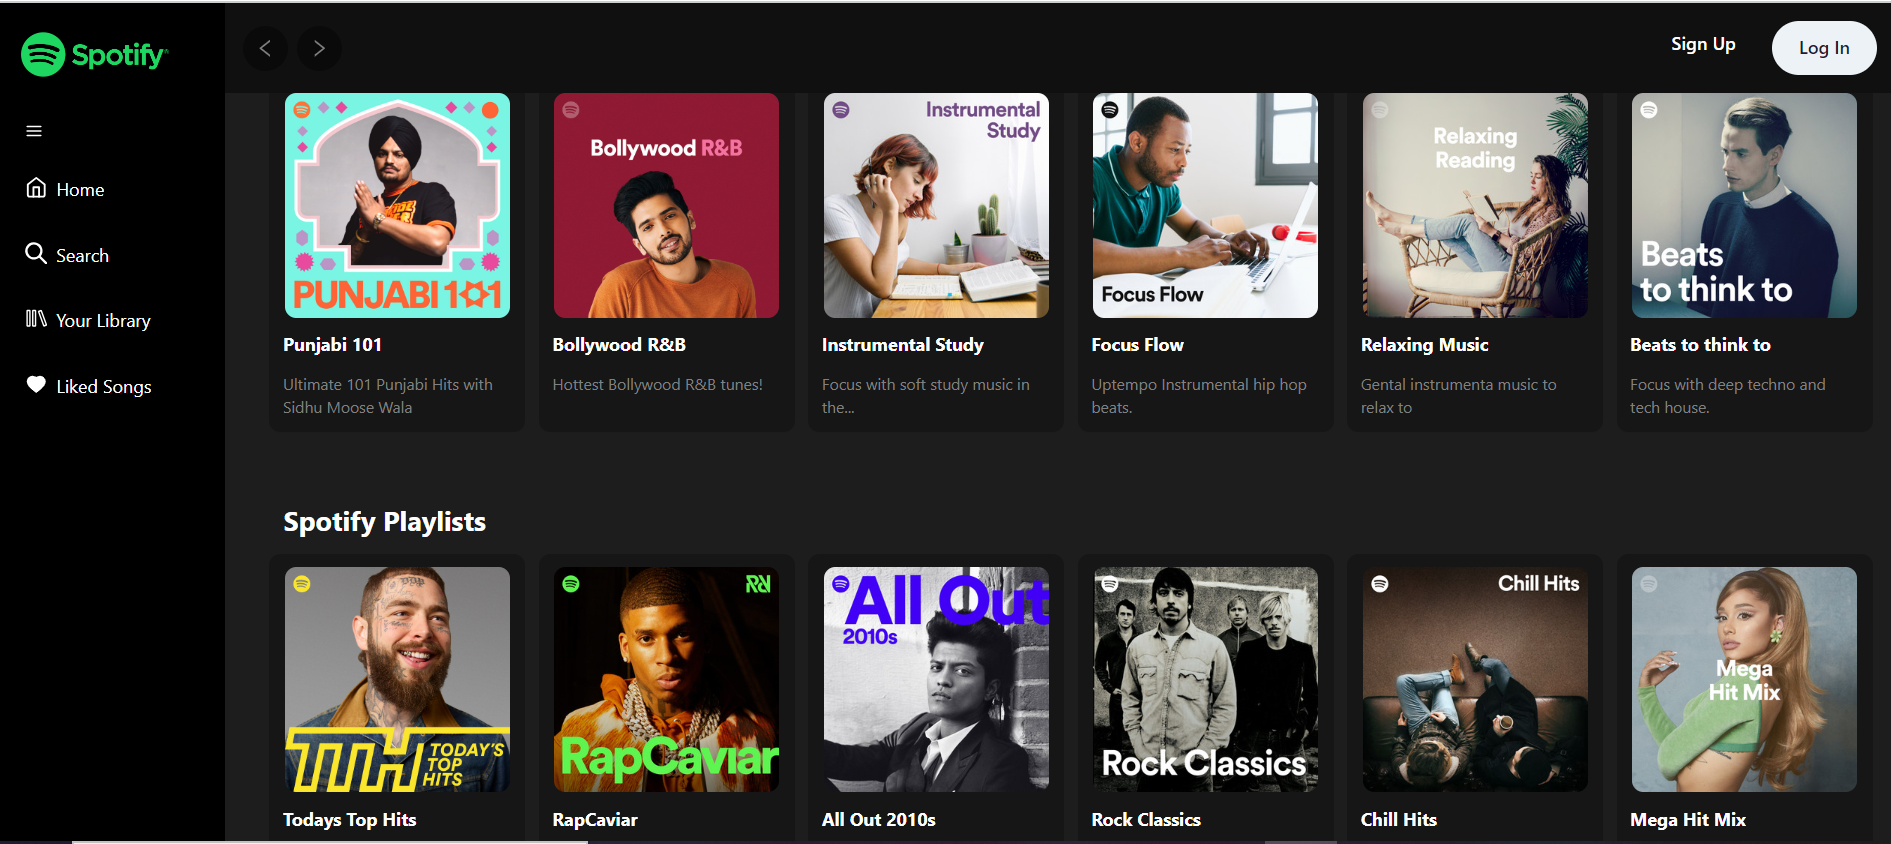 Spotify
Sign Up
Log In
Home
Search
Your Library
Liked Songs
PUNJABI 101
Bollywood R&B
Instrumental
Study
Focus Flow
Relaxing
Reading
Beats
to think to
Punjabi 101
Ultimate 101 Punjabi Hits with
Sidhu Moose Wala
Bollywood R&B
Hottest Bollywood R&B tunes!
Instrumental Study
Focus with soft study music in
the...
Focus Flow
Uptempo Instrumental hip hop
beats.
Relaxing Music
Gental instrumenta music to
relax to
Beats to think to
Focus with deep techno and
tech house.
Spotify Playlists
TTH
TODAY'S
TOP
HITS
RapCaviar
All Out
2010s
Rock Classics
Chill Hits
Mega
Hit Mix
Todays Top Hits
RapCaviar
All Out 2010s
Rock Classics
Chill Hits
Mega Hit Mix